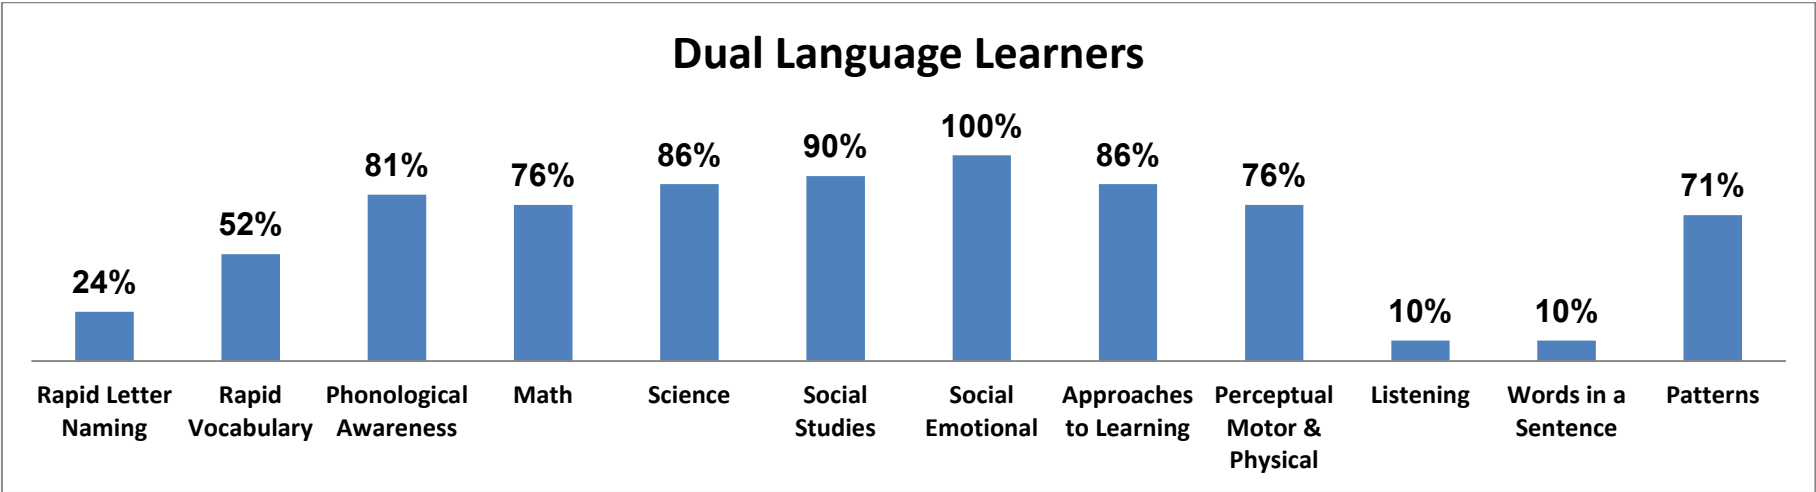 Dual Language Learners
24%
52%
81%
76%
86%
90%
100%
86%
76%
10%
10%
71%
Rapid Letter
Naming
Rapid
Vocabulary
Phonological
Awareness
Math
Science
Social
Studies
Social
Emotional
Approaches
to Learning
Perceptual
Motor &
Physical
Listening
Words in a
Sentence
Patterns